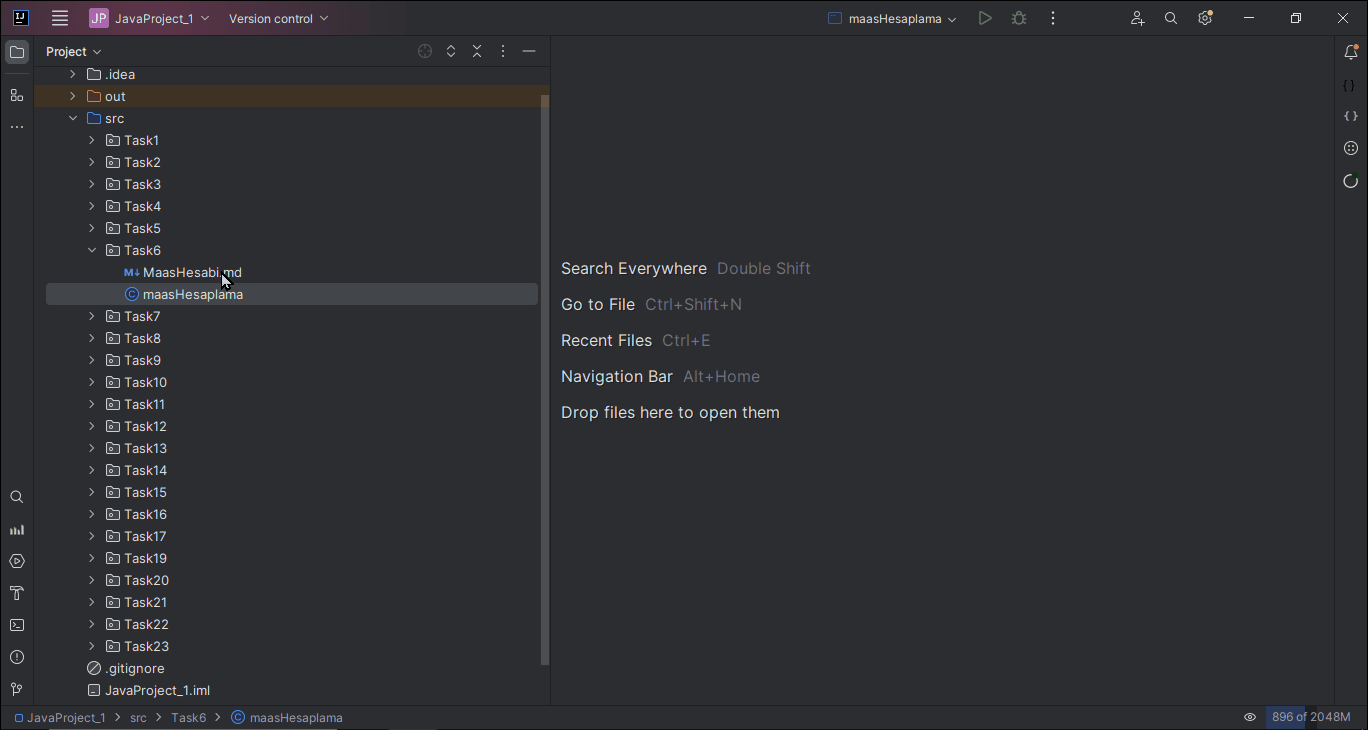 JP JavaProject_1 Version control maasHesaplama
Project
.idea
out
src
Task1
Task2
Task3
Task4
Task5
Task6
MaasHesabi.md
maasHesaplama
Task7
Task8
Task9
Task10
Task11
Task12
Task13
Task14
Task15
Task16
Task17
Task19
Task20
Task21
Task22
Task23
.gitignore
JavaProject_1.iml
Search Everywhere Double Shift
Go to File Ctrl+Shift+N
Recent Files Ctrl+E
Navigation Bar Alt+Home
Drop files here to open them
JavaProject_1 > src > Task6 > maasHesaplama 896 of 2048M